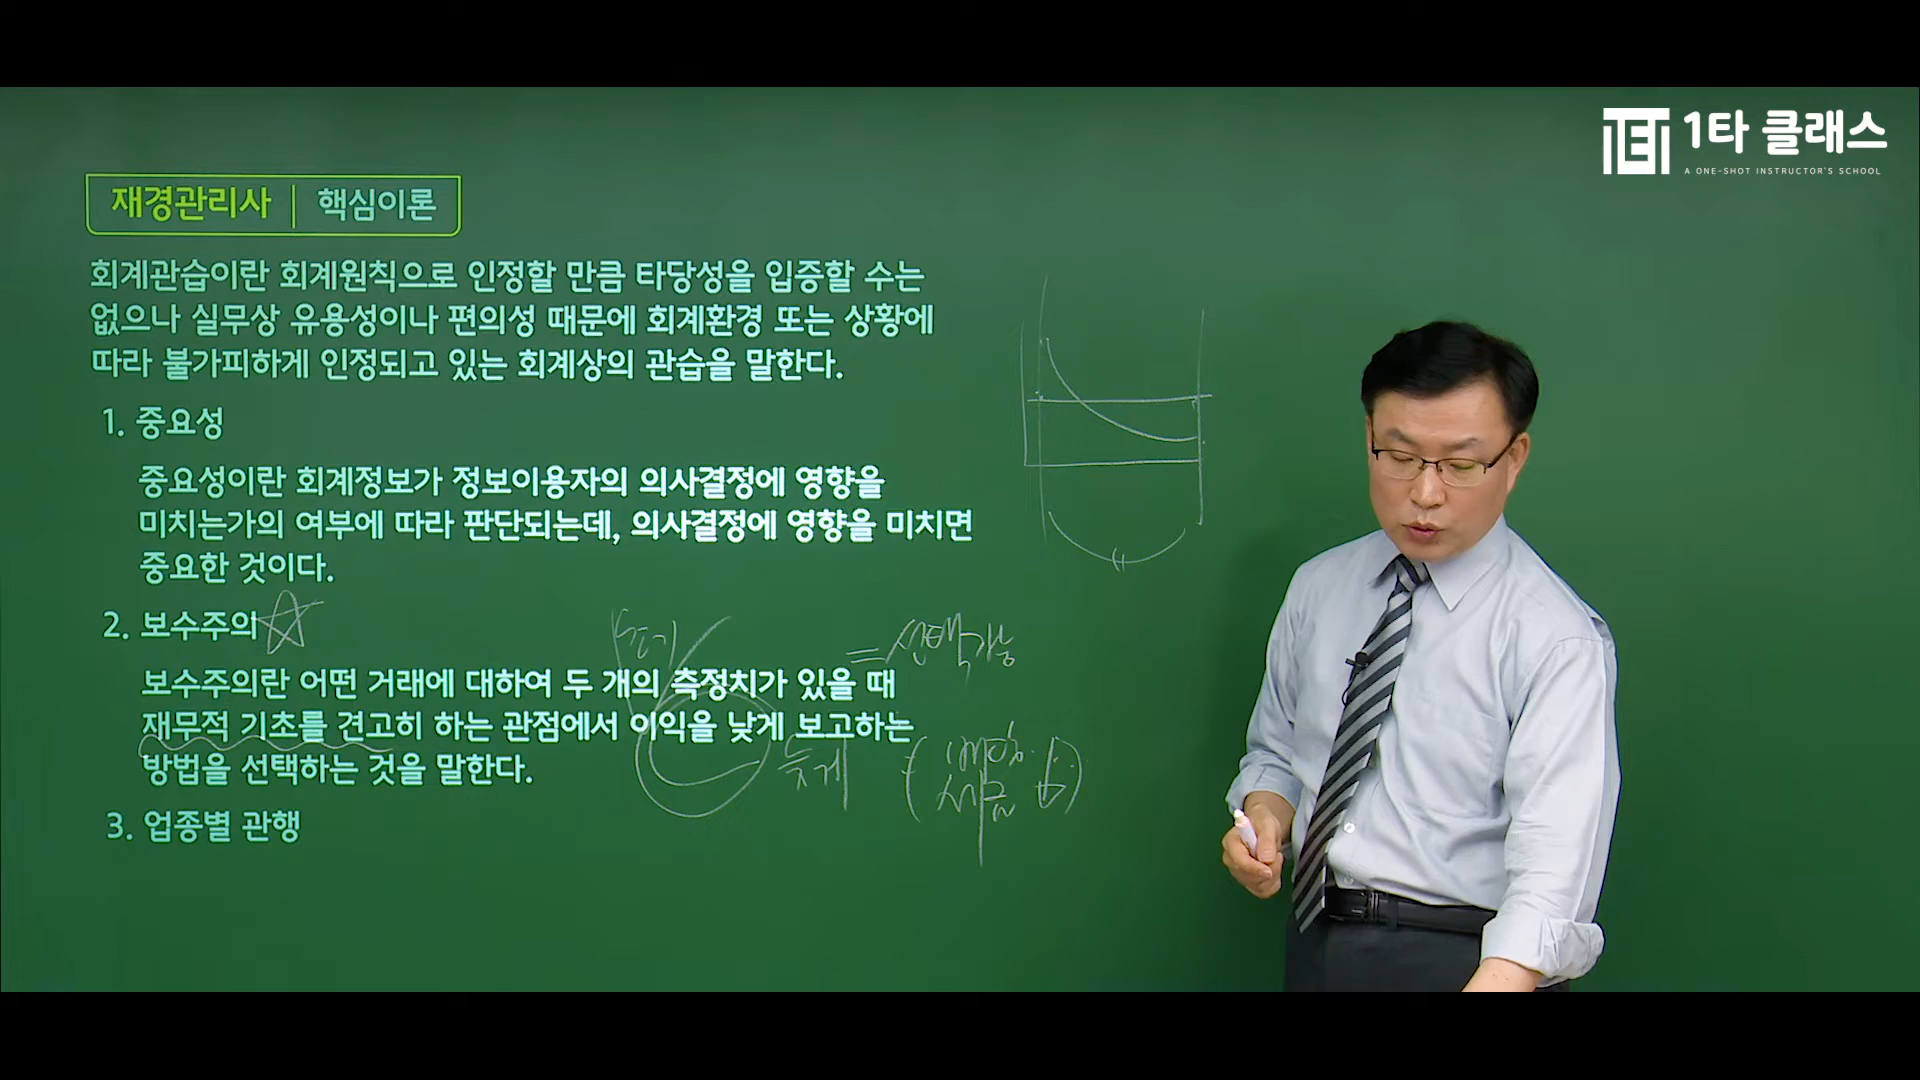 1타 클래스
A ONE-SHOT INSTRUCTOR'S SCHOOL
재경관리사 | 핵심이론
회계관습이란 회계원칙으로 인정할 만큼 타당성을 입증할 수는
없으나 실무상 유용성이나 편의성 때문에 회계환경 또는 상황에
따라 불가피하게 인정되고 있는 회계상의 관습을 말한다.
1. 중요성
중요성이란 회계정보가 정보이용자의 의사결정에 영향을
미치는가의 여부에 따라 판단되는데, 의사결정에 영향을 미치면
중요한 것이다.
2. 보수주의
초기
= 선택가능
보수주의란 어떤 거래에 대하여 두 개의 측정치가 있을 때
재무적 기초를 견고히 하는 관점에서 이익을 낮게 보고하는
방법을 선택하는 것을 말한다.
늦게
세금
3. 업종별 관행